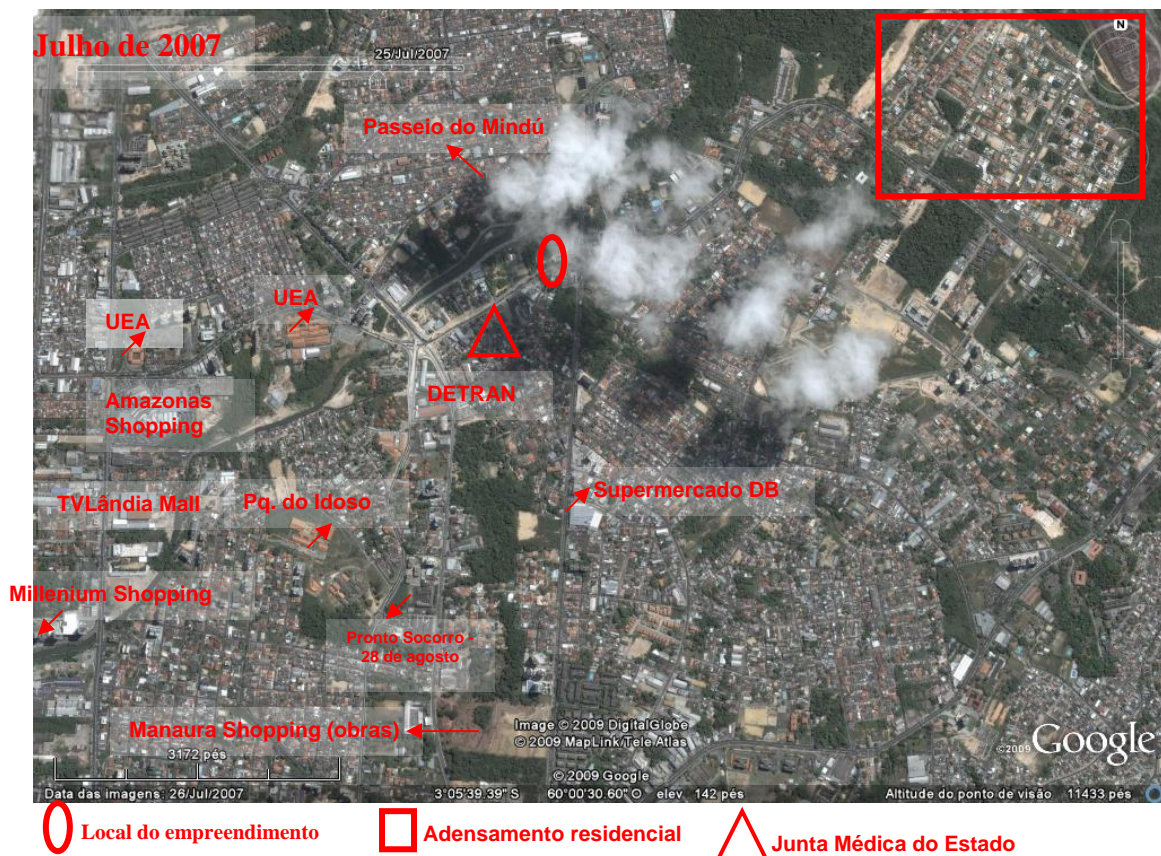 Julho de 2007
25/Jul/2007
N
Passeio do Mindú
UEA
UEA
Amazonas
Shopping
DETRAN
TVLândia Mall
Pq. do Idoso
Supermercado DB
Millenium Shopping
Pronto Socorro -
28 de agosto
Manaura Shopping (obras)
Image © 2009 DigitalGlobe
© 2009 MapLink/Tele Atlas
©2009 Google
3172 pés
© 2009 Google
Data das imagens: 26/Jul/2007 3°05'39.39" S 60°00'30.60" O elev. 142 pés Altitude do ponto de visão 11433 pés
Local do empreendimento
Adensamento residencial
Junta Médica do Estado